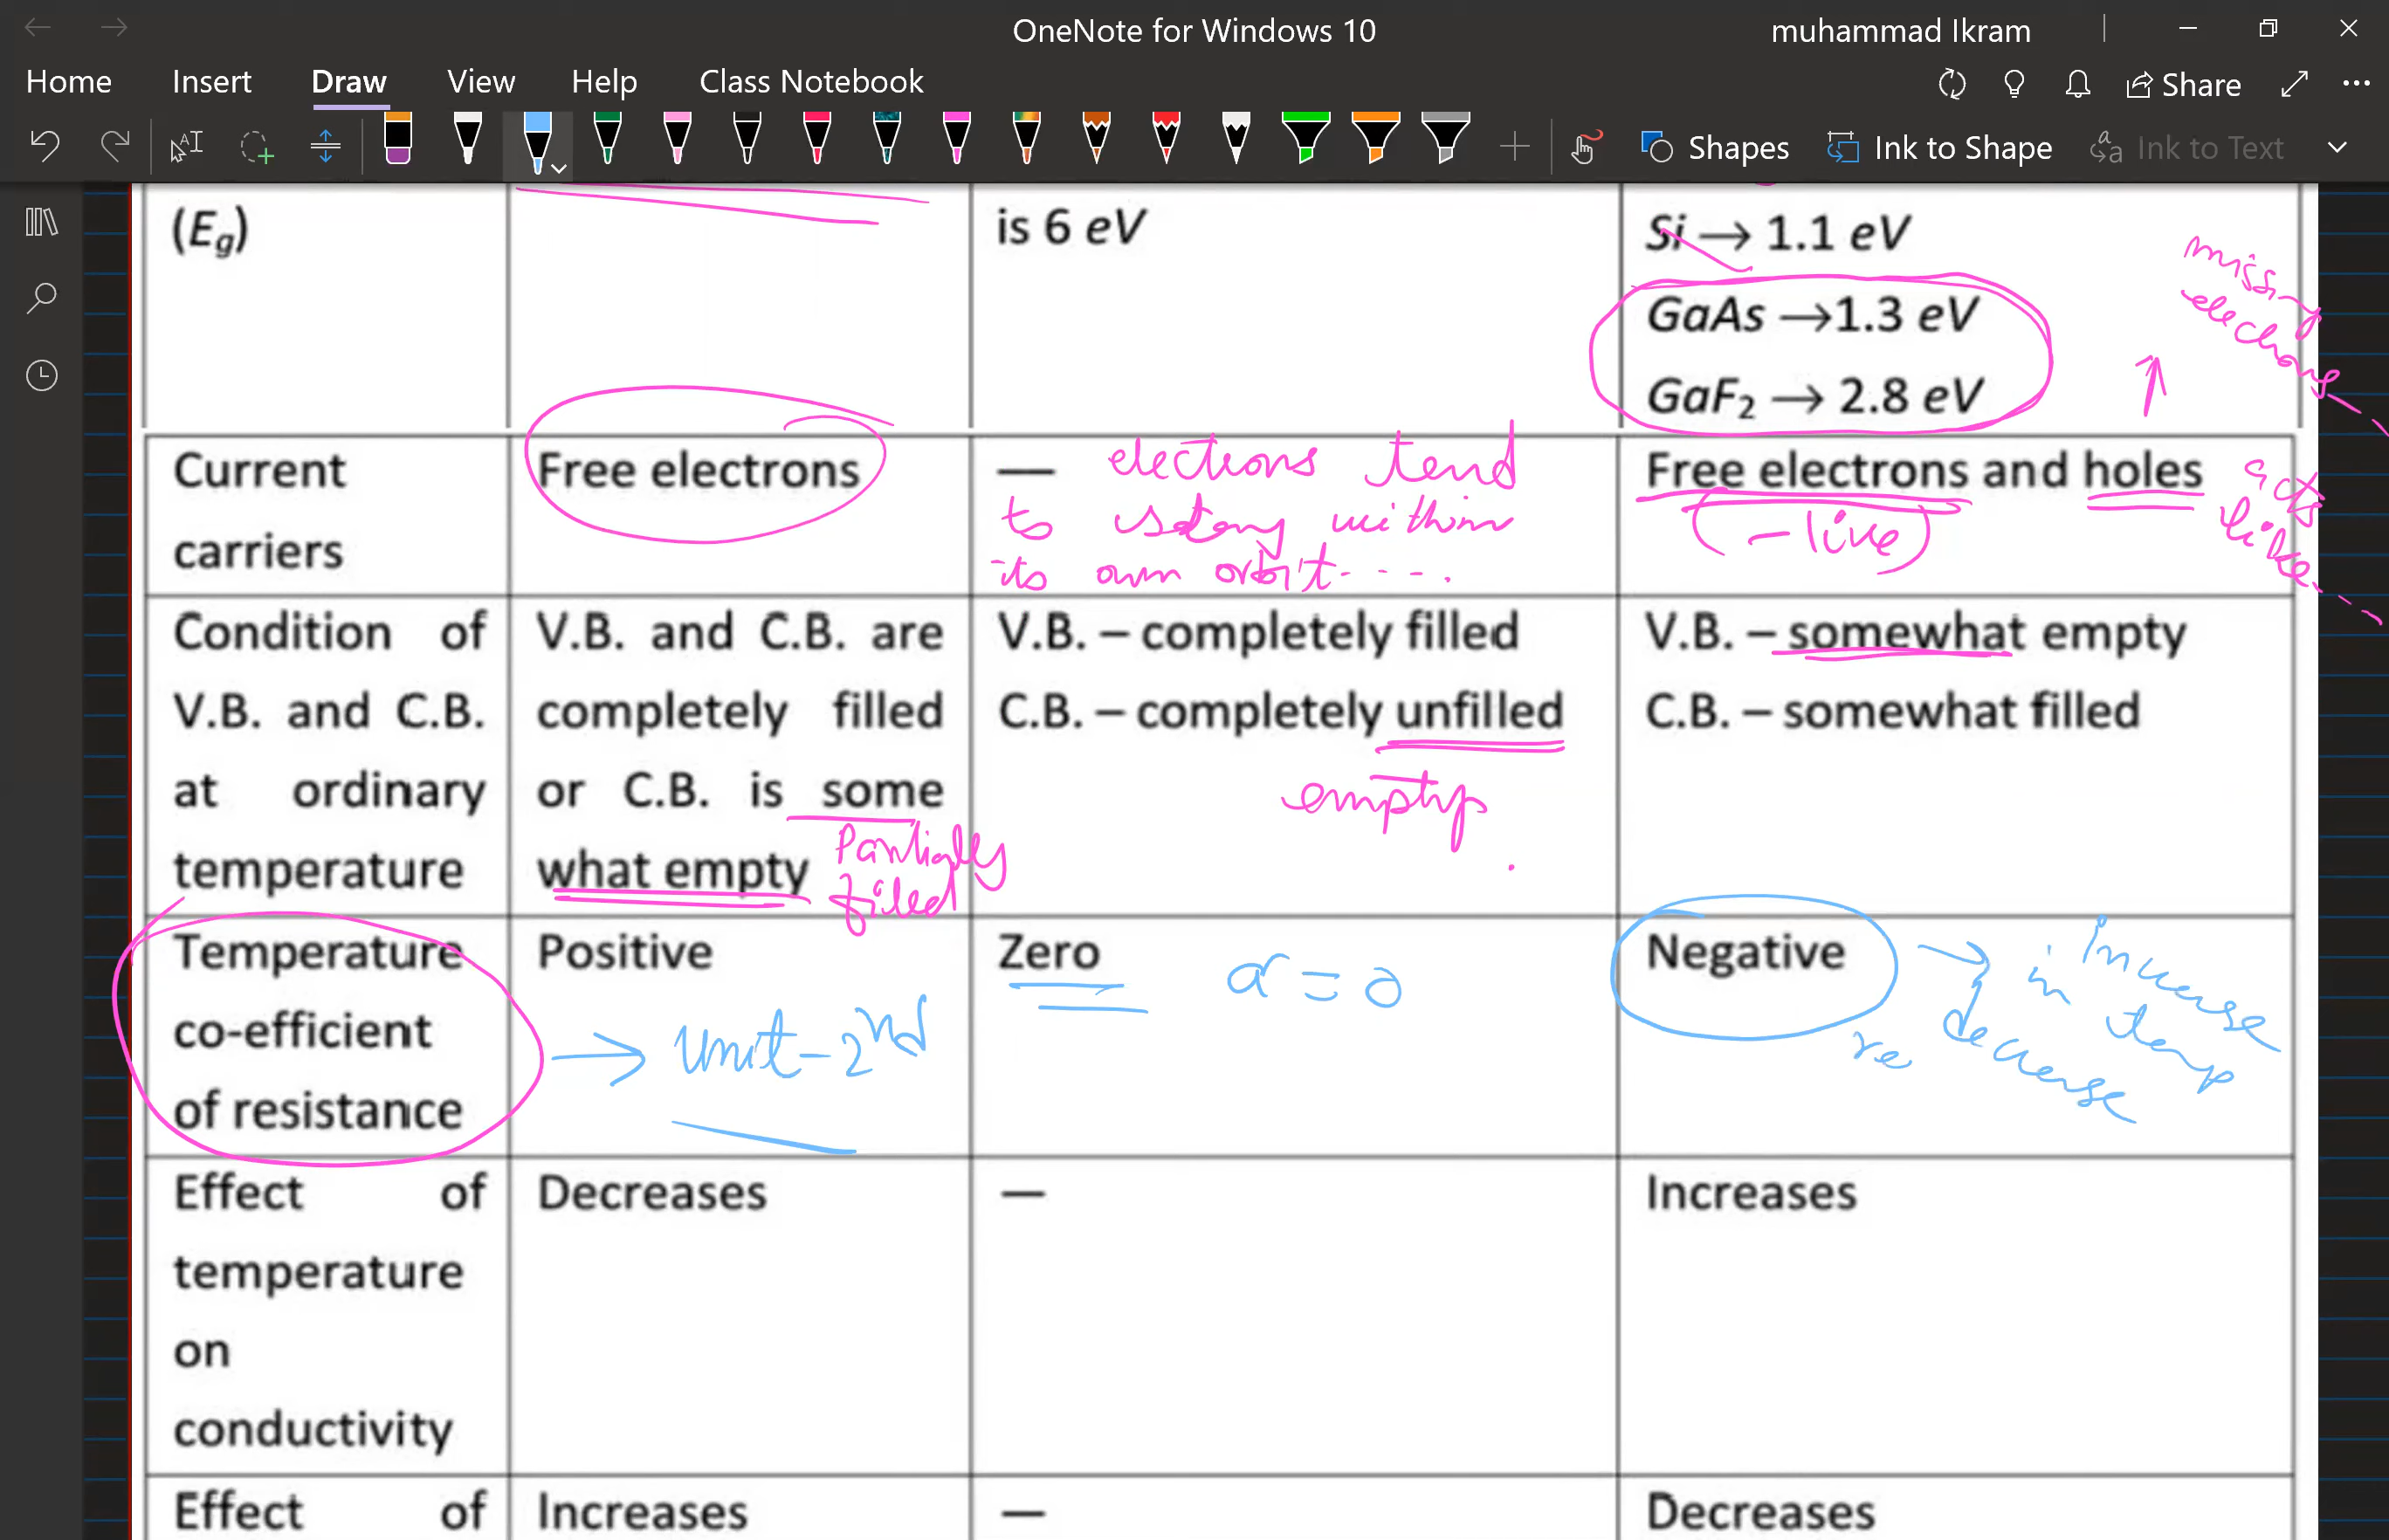 OneNote for Windows 10
muhammad Ikram
Home Insert Draw View Help Class Notebook
Share
Shapes Ink to Shape Ink to Text
(Eg)
is 6 eV
Si → 1.1 eV
GaAs →1.3 eV
GaF₂ → 2.8 eV
missing
electrons
Current
carriers
Free electrons
— electrons tend
to stay within
its own orbit----.
Free electrons and holes
(-ive)
acts
like
Condition of
V.B. and C.B.
at ordinary
temperature
V.B. and C.B. are
completely filled
or C.B. is some
what empty
Partially
filled
V.B. – completely filled
C.B. – completely unfilled
empty
V.B. – somewhat empty
C.B. – somewhat filled
Temperature
co-efficient
of resistance
Positive
→ Unit-2nd
Zero
α = 0
Negative
→ increase
in temp
decrease
Effect of
temperature
on
conductivity
Decreases
—
Increases
Effect of
Increases
—
Decreases